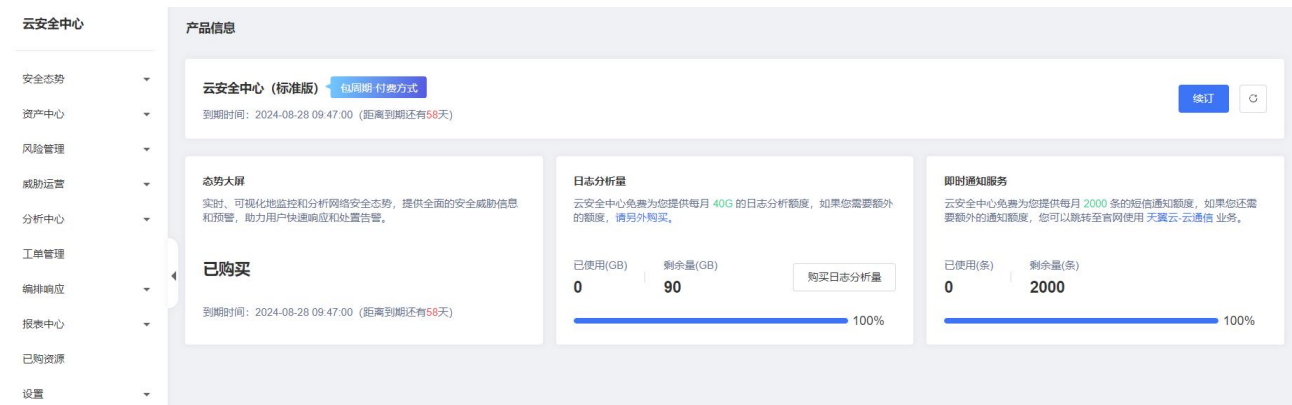 云安全中心
安全态势
资产中心
风险管理
威胁运营
分析中心
工单管理
编排响应
报表中心
已购资源
设置
产品信息
云安全中心（标准版） 包周期-付费方式
到期时间：2024-08-28 09:47:00（距离到期还有58天）
续订
态势大屏
实时、可视化地监控和分析网络安全态势，提供全面的安全威胁信息
和预警，助力用户快速响应和处置告警。
已购买
到期时间：2024-08-28 09:47:00（距离到期还有58天）
日志分析量
云安全中心免费为您提供每月 40G 的日志分析额度，如果您需要额外
的额度，请另外购买。
已使用(GB) 剩余量(GB)
0 90
购买日志分析量
100%
即时通知服务
云安全中心免费为您提供每月 2000 条的短信通知额度，如果您还需
要额外的通知额度，您可以跳转至官网使用 天翼云-云通信 业务。
已使用(条) 剩余量(条)
0 2000
100%